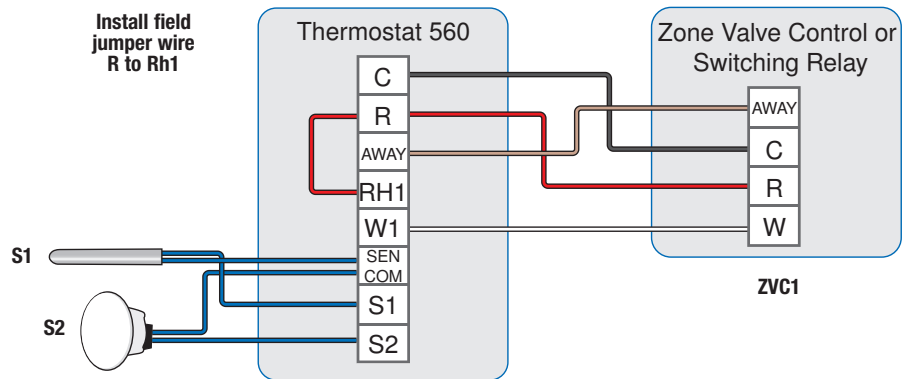 Install field
jumper wire
R to Rh1
Thermostat 560
C
R
AWAY
RH1
W1
SEN
COM
S1
S2
S1
S2
Zone Valve Control or
Switching Relay
AWAY
C
R
W
ZVC1